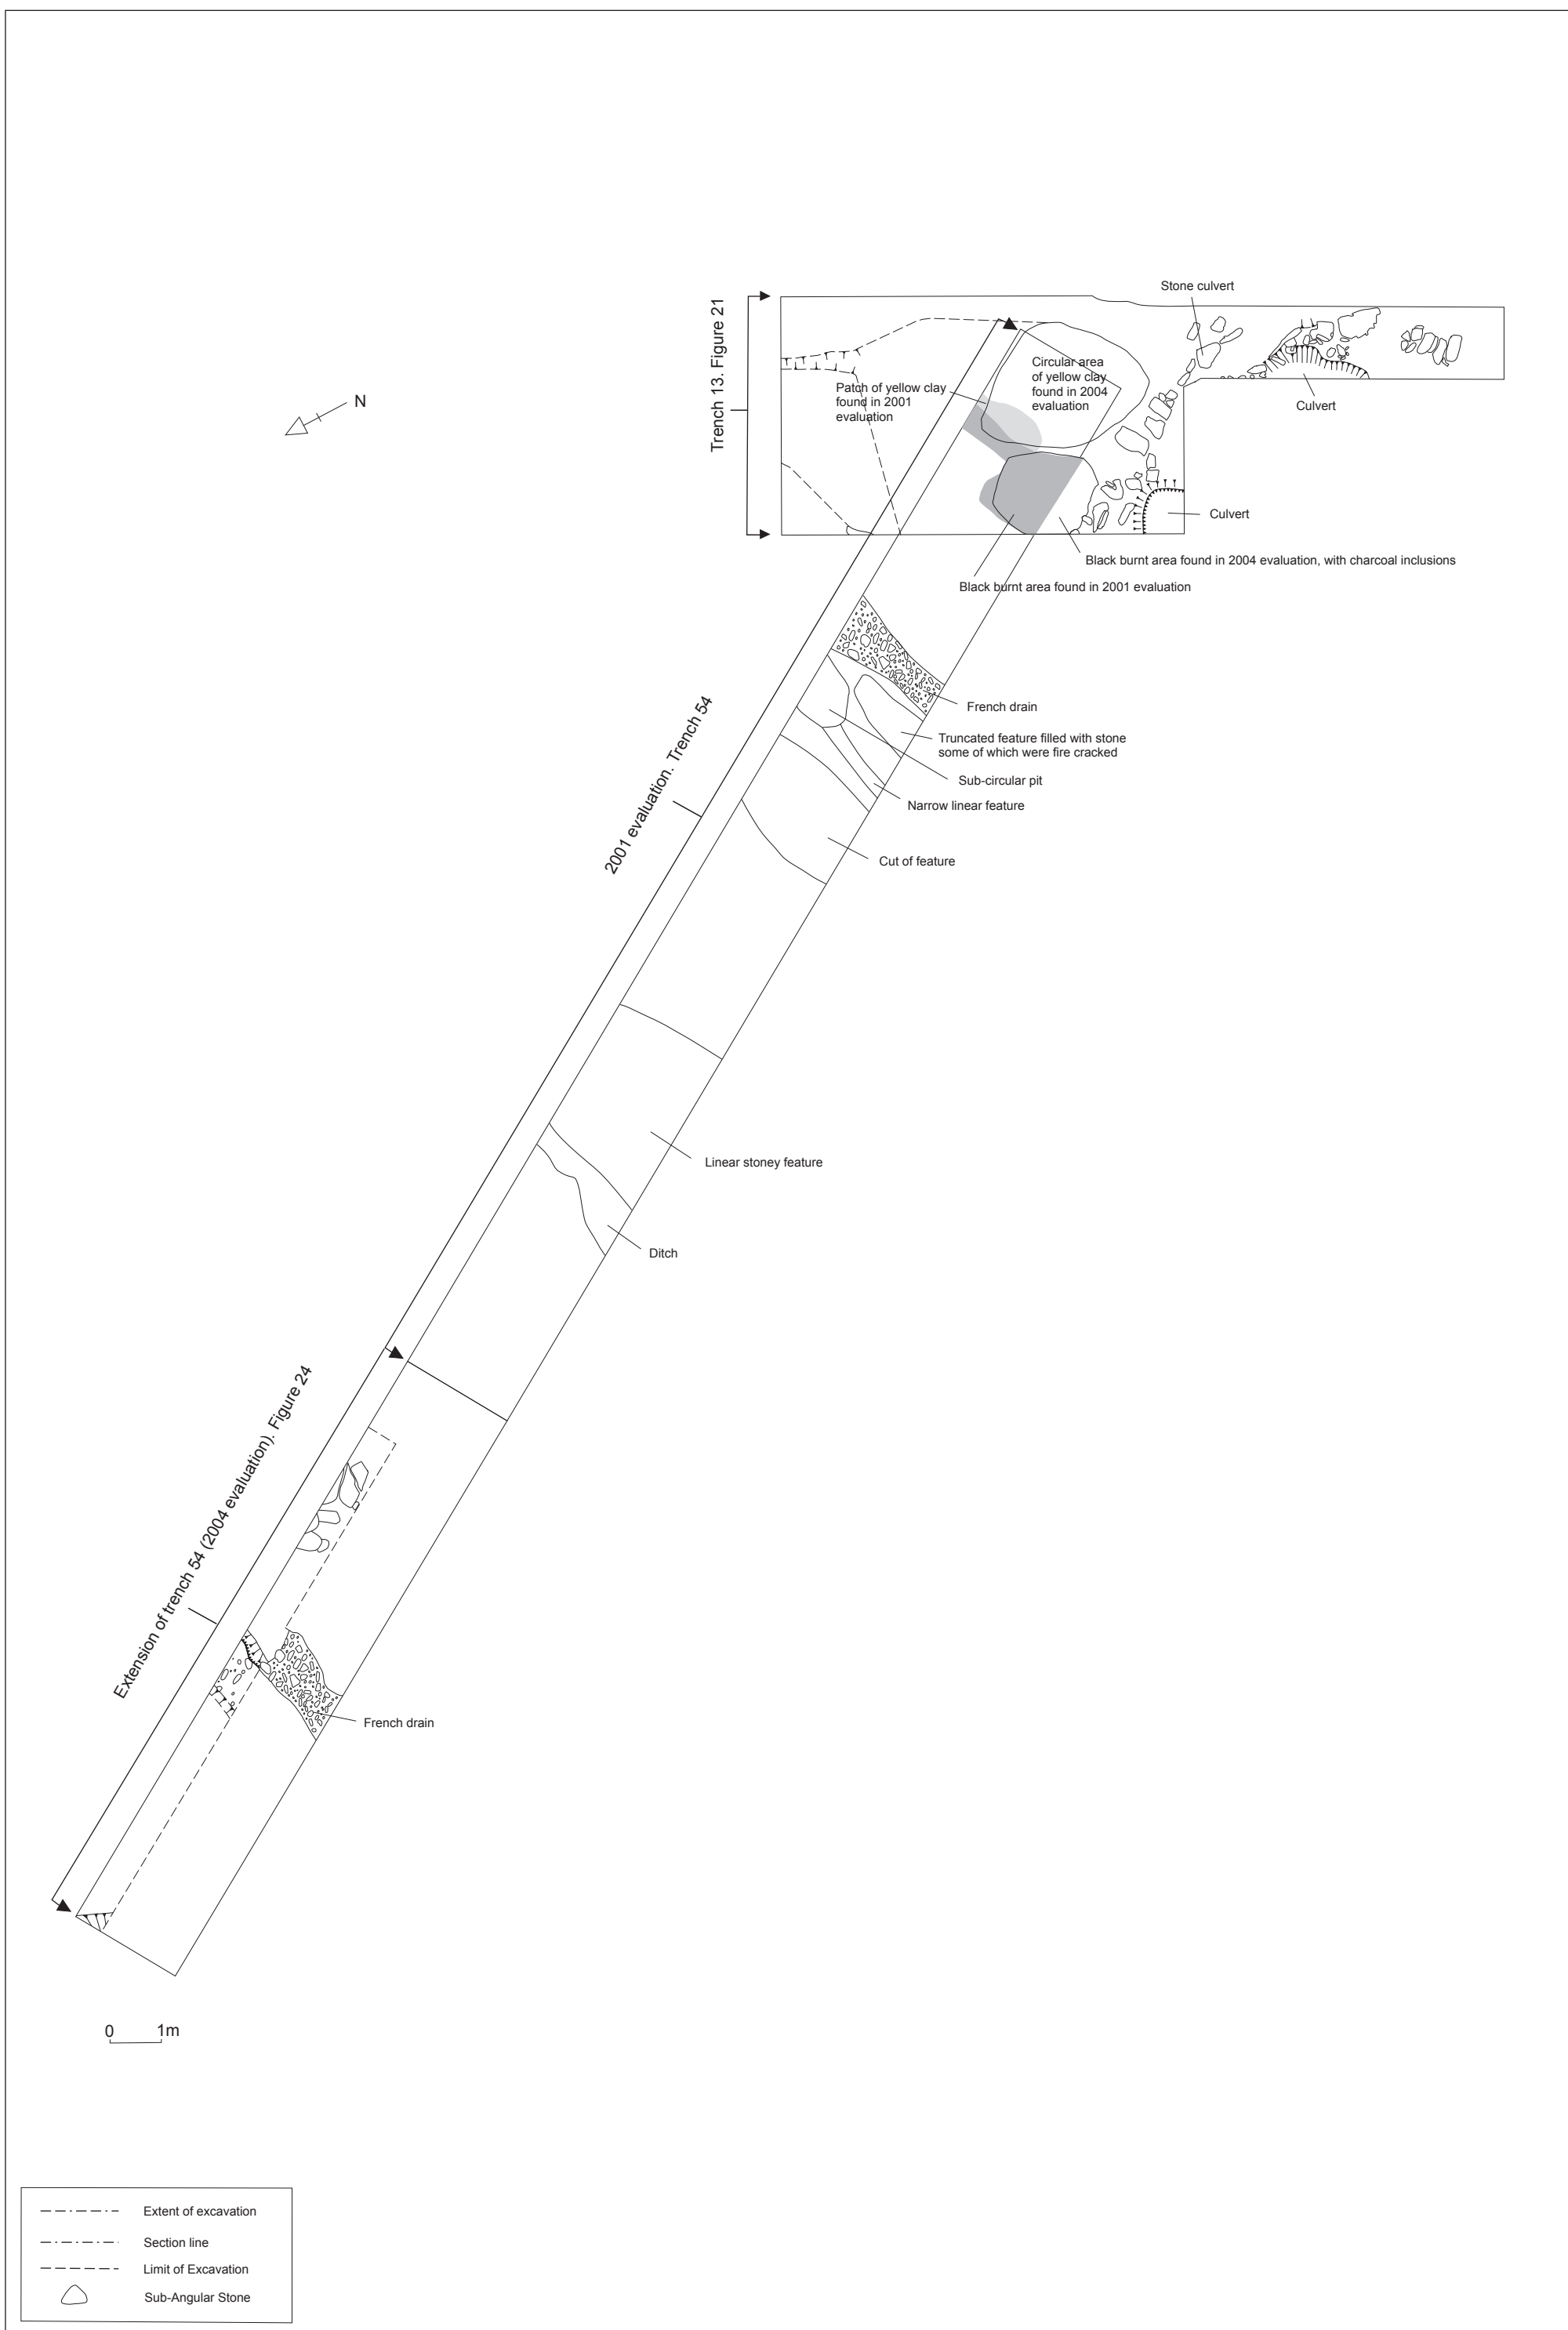 Stone culvert
Trench 13. Figure 21
Circular area
of yellow clay
found in 2004
evaluation
Patch of yellow clay
found in 2001
evaluation
N
Culvert
Culvert
Black burnt area found in 2004 evaluation, with charcoal inclusions
Black burnt area found in 2001 evaluation
2001 evaluation. Trench 54
French drain
Truncated feature filled with stone
some of which were fire cracked
Sub-circular pit
Narrow linear feature
Cut of feature
Linear stoney feature
Ditch
Extension of trench 54 (2004 evaluation). Figure 24
French drain
0 1m
Extent of excavation
Section line
Limit of Excavation
Sub-Angular Stone